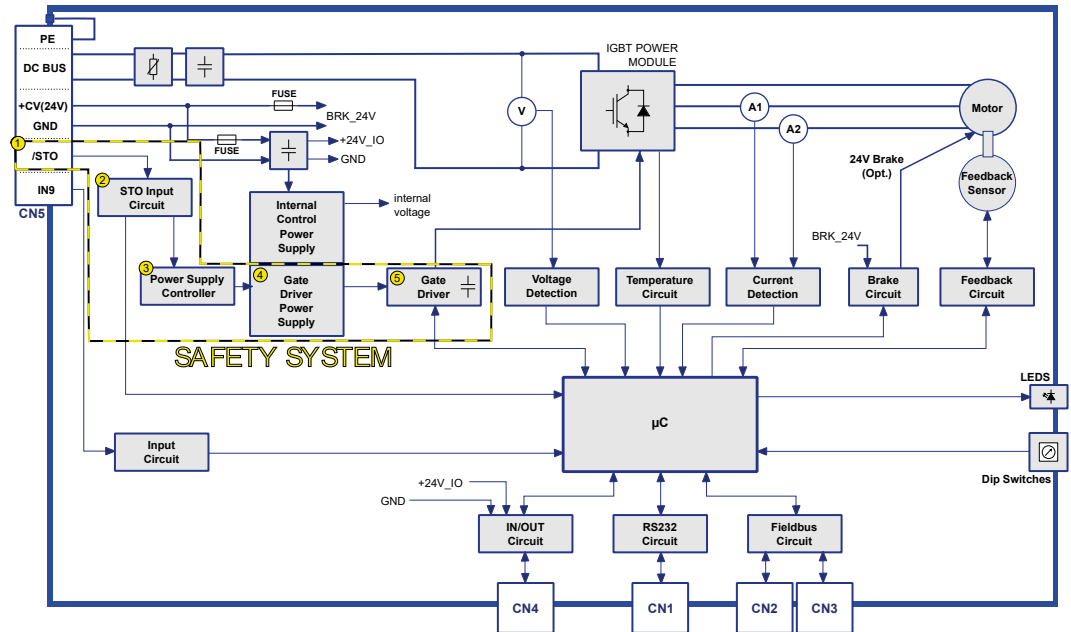 PE
DC BUS
+CV(24V)
GND
/STO
IN9
CN5
FUSE
BRK_24V
FUSE
+24V_IO
GND
V
IGBT POWER
MODULE
A1
A2
Motor
24V Brake
(Opt.)
Feedback
Sensor
1
2
STO Input
Circuit
Internal
Control
Power
Supply
internal
voltage
BRK_24V
3
Power Supply
Controller
4
Gate
Driver
Power
Supply
5
Gate
Driver
Voltage
Detection
Temperature
Circuit
Current
Detection
Brake
Circuit
Feedback
Circuit
SAFETY SYSTEM
µC
LEDS
Dip Switches
Input
Circuit
+24V_IO
GND
IN/OUT
Circuit
RS232
Circuit
Fieldbus
Circuit
CN4
CN1
CN2
CN3